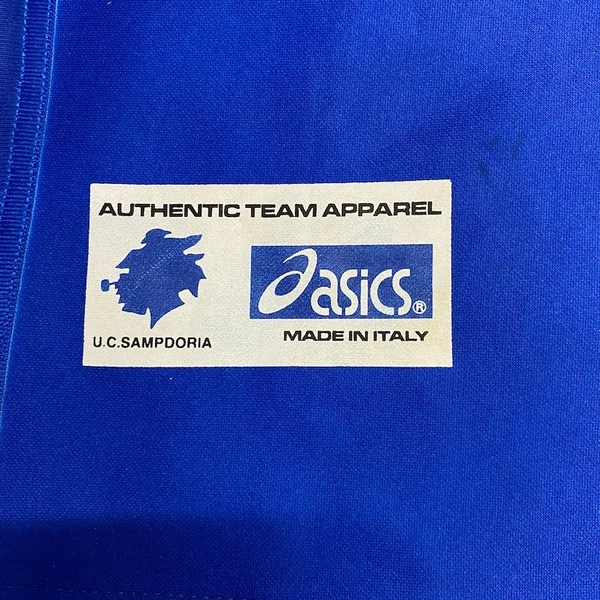 AUTHENTIC TEAM APPAREL
asics®
U.C.SAMPDORIA
MADE IN ITALY